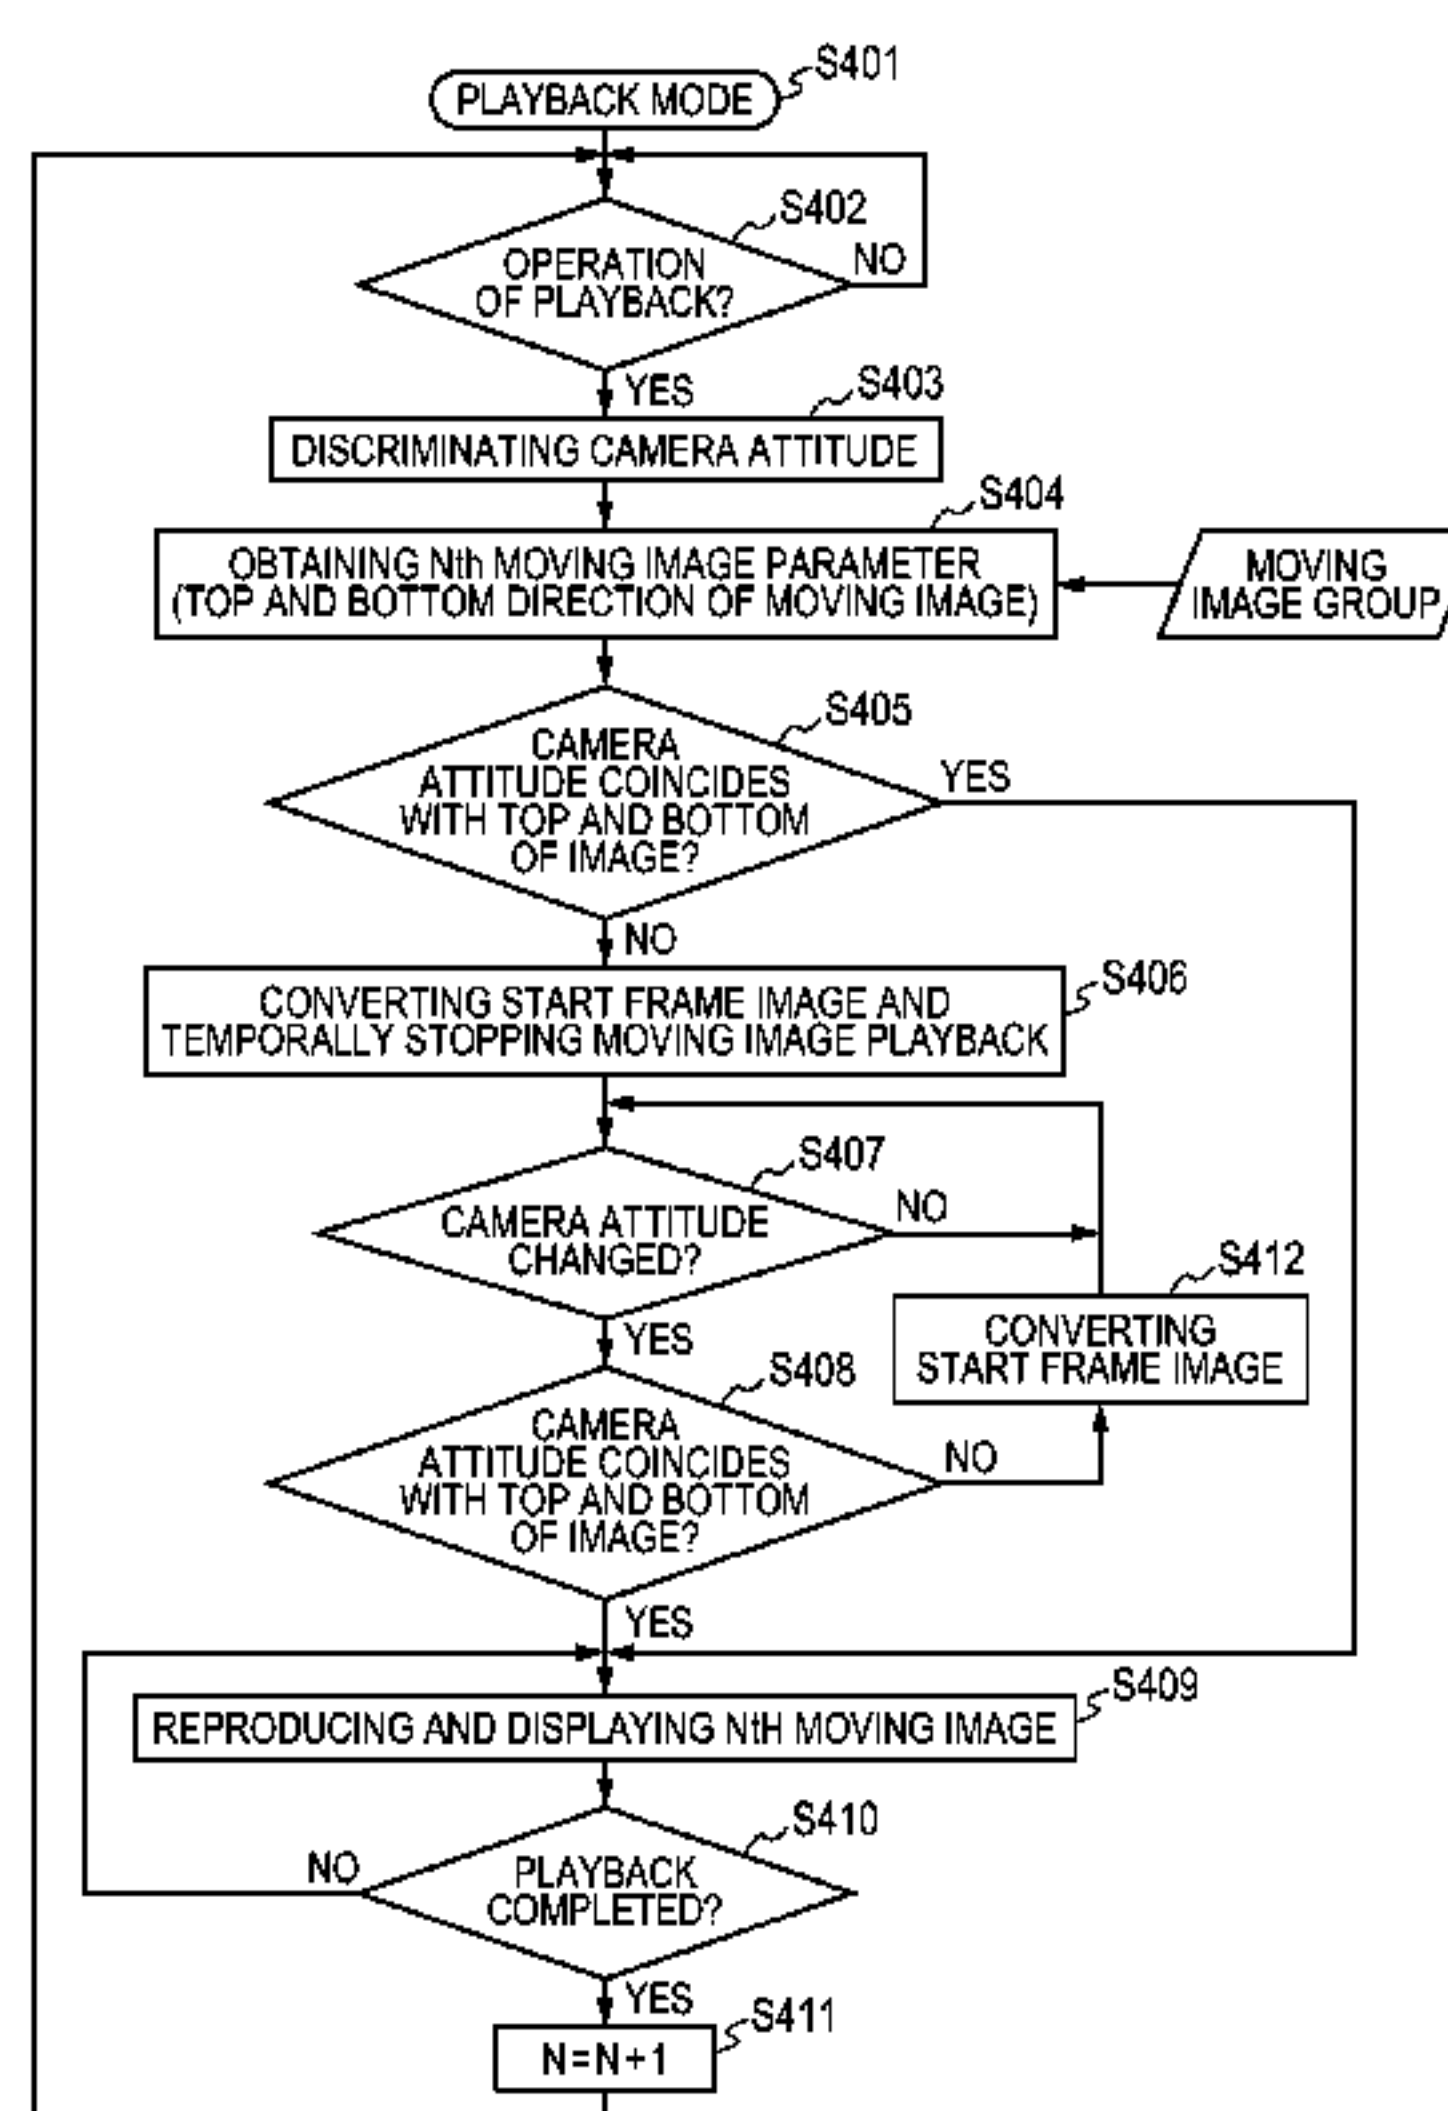 S401
PLAYBACK MODE
S402
OPERATION
OF PLAYBACK?
NO
YES
S403
DISCRIMINATING CAMERA ATTITUDE
S404
OBTAINING Nth MOVING IMAGE PARAMETER
(TOP AND BOTTOM DIRECTION OF MOVING IMAGE)
MOVING
IMAGE GROUP
S405
CAMERA
ATTITUDE COINCIDES
WITH TOP AND BOTTOM
OF IMAGE?
YES
NO
S406
CONVERTING START FRAME IMAGE AND
TEMPORALLY STOPPING MOVING IMAGE PLAYBACK
S407
CAMERA ATTITUDE
CHANGED?
NO
YES
S412
CONVERTING
START FRAME IMAGE
S408
CAMERA
ATTITUDE COINCIDES
WITH TOP AND BOTTOM
OF IMAGE?
NO
YES
S409
REPRODUCING AND DISPLAYING NtH MOVING IMAGE
S410
PLAYBACK
COMPLETED?
NO
YES
S411
N=N+1